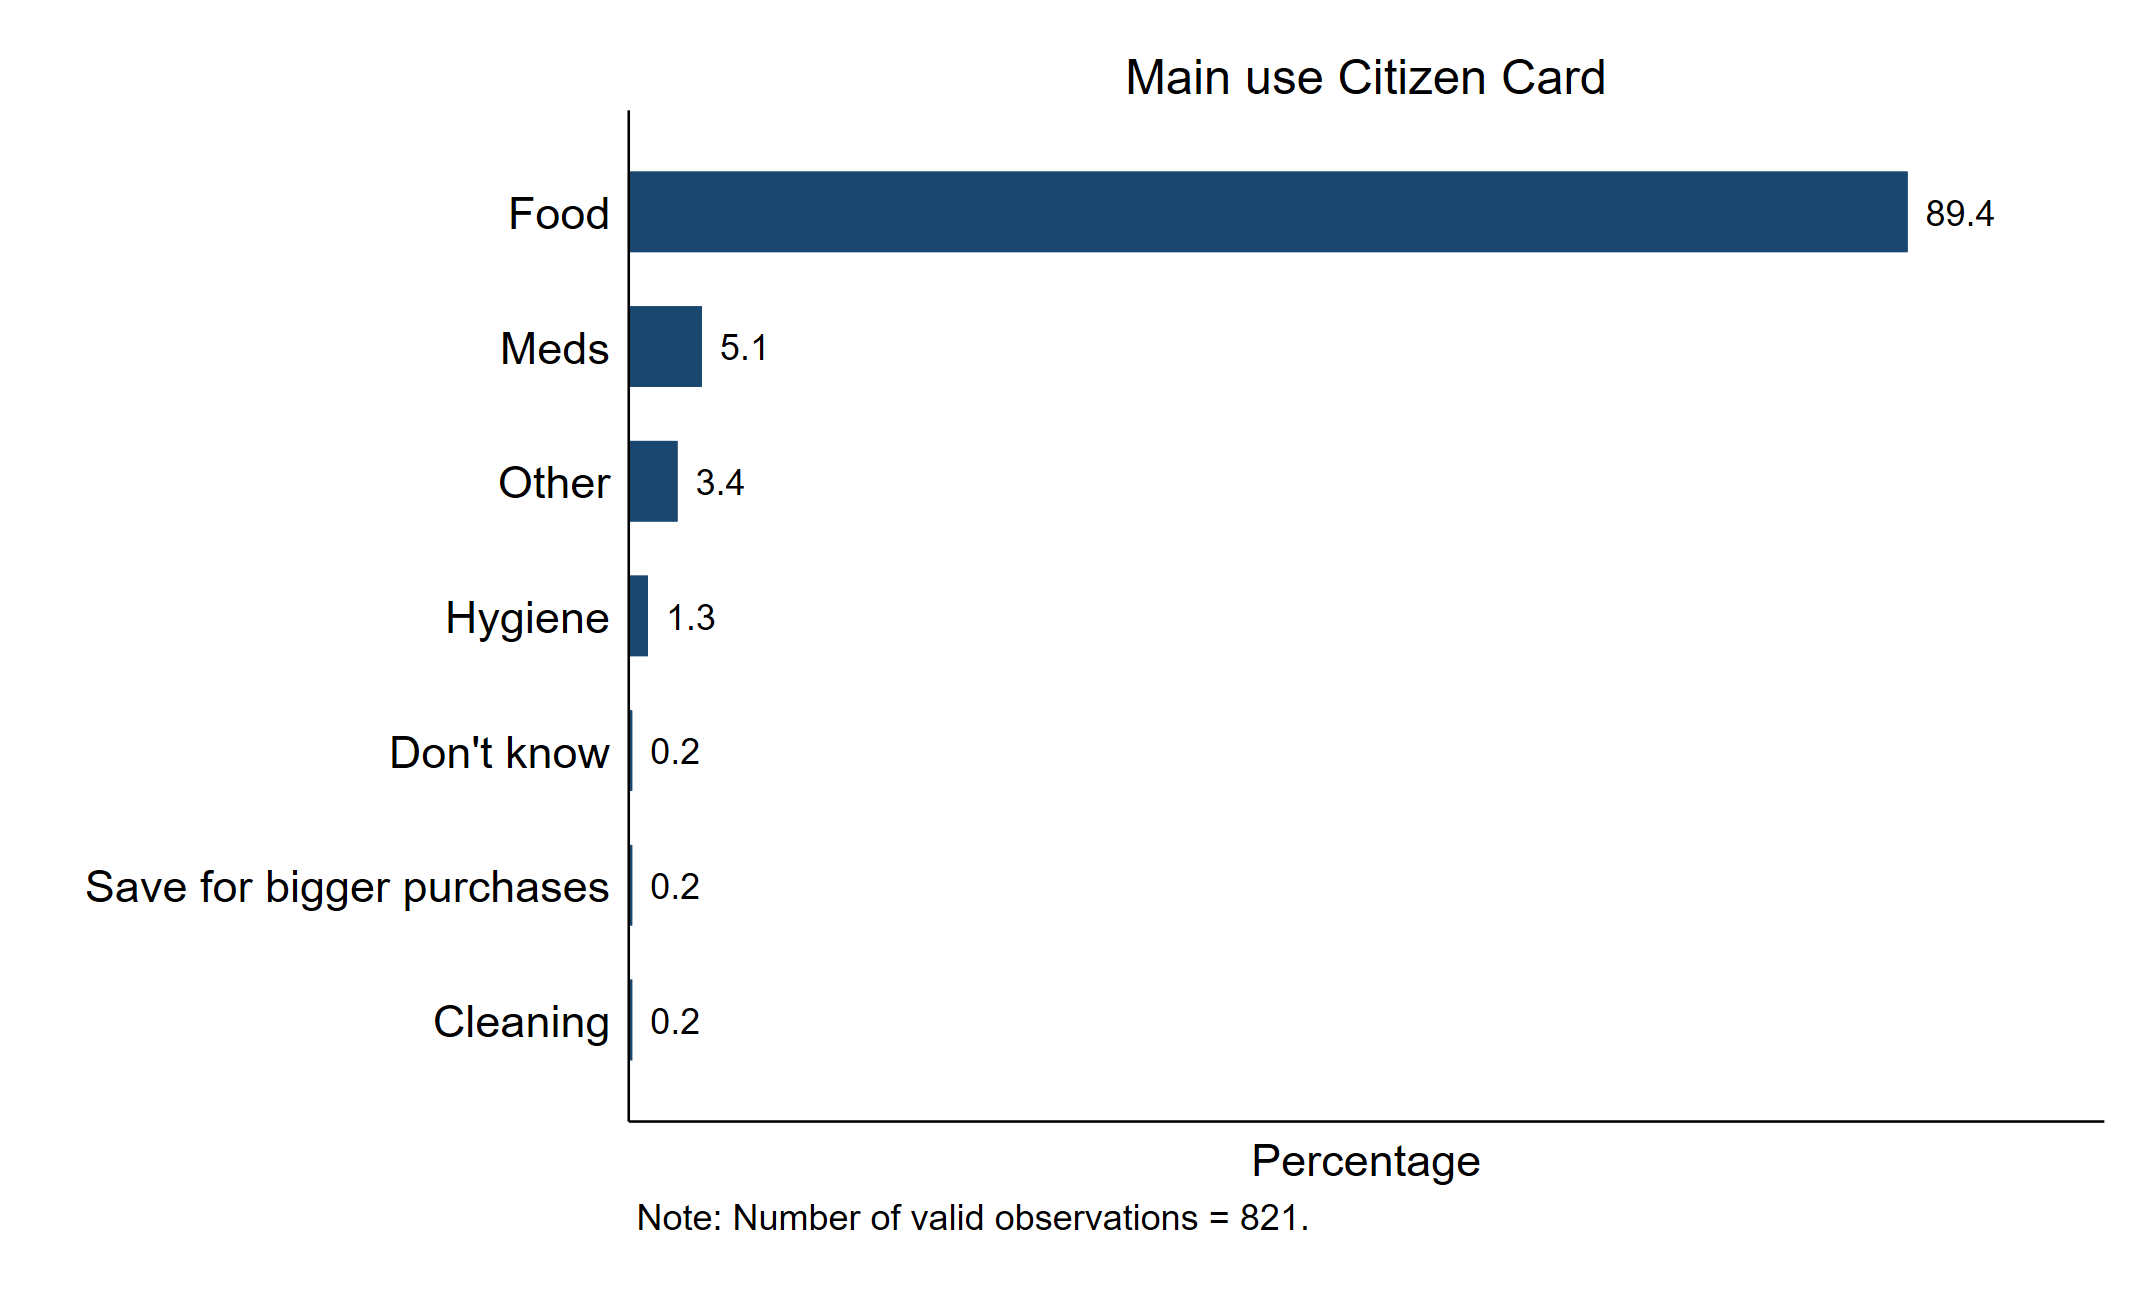 Main use Citizen Card
Food 89.4
Meds 5.1
Other 3.4
Hygiene 1.3
Don't know 0.2
Save for bigger purchases 0.2
Cleaning 0.2
Percentage
Note: Number of valid observations = 821.